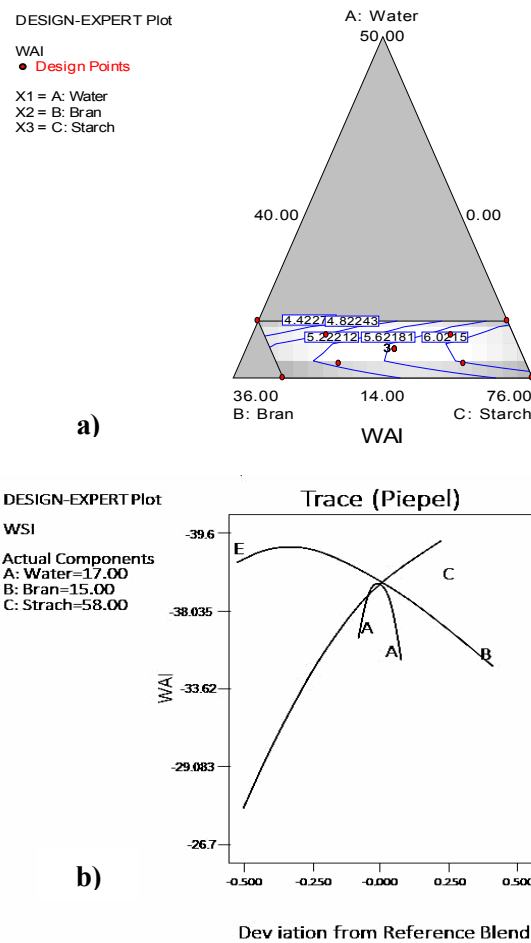 DESIGN-EXPERT Plot
WAI
Design Points
X1 = A: Water
X2 = B: Bran
X3 = C: Starch
A: Water
50.00
40.00
0.00
4.82243
5.22212 5.62181 6.0215
3
36.00 14.00 76.00
B: Bran C: Starch
WAI
a)
DESIGN-EXPERT Plot
WSI
Actual Components
A: Water=17.00
B: Bran=15.00
C: Strach=58.00
Trace (Piepel)
-39.6
-38.035
-33.62
-29.083
-26.7
WAI
E
C
A
A
B
-0.500 -0.250 -0.000 0.250 0.500
Dev iation from Reference Blend
b)